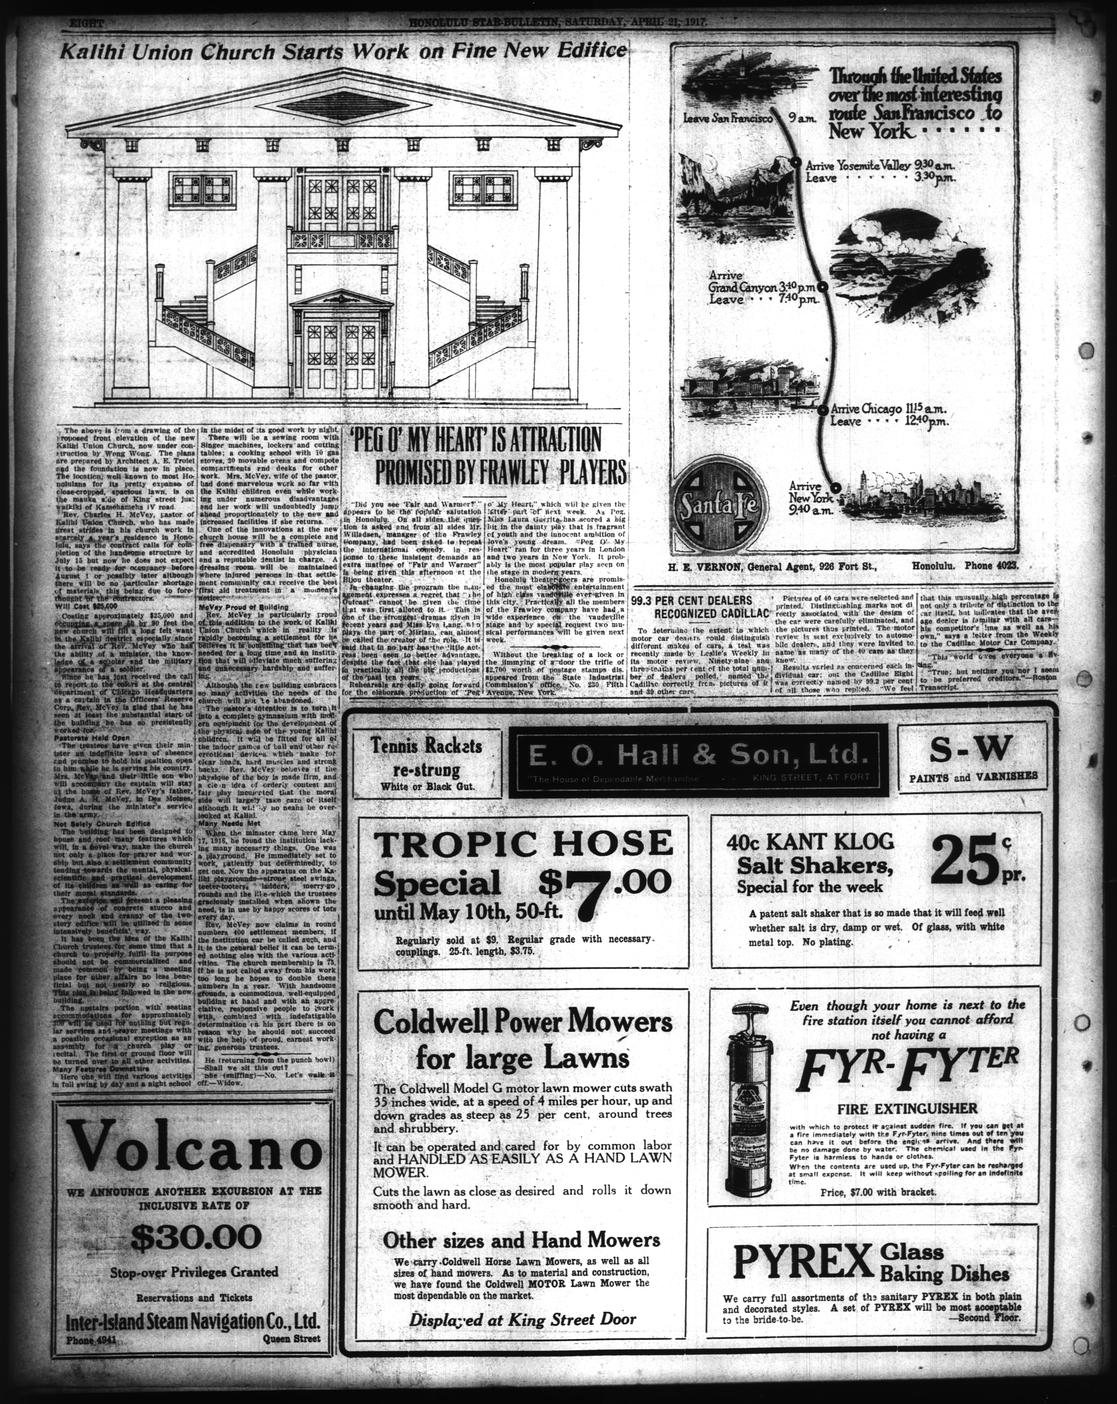 EIGHT
HONOLULU STAR-BULLETIN, SATURDAY, APRIL 21, 1917.
Kalihi Union Church Starts Work on Fine New Edifice
The above is from a drawing of the
proposed front elevation of the new
Kalihi Union Church, now under con-
struction by Wong Wong. The plans
are prepared by Architect A. E. Trotel
and the foundation is now in place.
The location, well known to most Ho-
nolulans for its pretty expanse of
close-cropped, spacious lawn, is on
the mauka side of King street just
waikiki of Kamehameha IV road.
Rev. Charles H. McVey, pastor of
Kalihi Union Church, who has made
great strides in his church work in
scarcely a year's residence in Hono-
lulu, says the contract calls for com-
pletion of the handsome structure by
July 15 but now he does not expect
it to be ready for occupancy before
August 1 or possibly later although
there will be no particular shortage
of materials, this being due to fore-
thought by the contractors.
Will Cost $25,000
Costing approximately $25,000 and
new church will fill a long felt want
in the Kalihi district especially since
the arrival of Rev. McVey who has
the ability of a minister, the know-
ledge of a scholar and the military
appearance of a soldier.
Since he has just received the call
to report to the colors at the central
department of Chicago Headquarters
as a captain in the Officers' Reserve
Corp, Rev. McVey is glad that he has
seen at least the substantial start of
the building he has so persistently
worked for.
Pastorate Held Open
The trustees have given their min-
ister an indefinite leave of absence
and promise to hold his position open
to him while he is serving his country.
Mrs. McVey and their little son who
will accompany the captain will stay
at the home of Rev. McVey's father,
Judge A. H. McVey, in Des Moines,
Iowa, during the minister's service
in the army.
Not Solely Church Edifice
The building has been designed to
house and root many features which
will, in a novel way, make the church
not only a place for prayer and wor-
ship but also a settlement community
tending towards the mental, physical,
scientific and practical development
of its children as well as caring for
their moral standards.
The exterior will present a pleasing
appearance of concrete stucco and
every nook and cranny of the two-
story edifice will be utilized in some
intensively beneficial way.
It has been the idea of the Kalihi
Church trustees for some time that a
church to properly fulfil its purpose
should not be commercialized and
made common by being a meeting
place for other affairs no less bene-
ficial but not nearly so religious.
This plan is being followed in the new
building.
The upstairs portion with seating
accommodations for approximately
will be used for nothing but regu-
lar services and prayer meetings with
a possible occasional exception as an
assembly for a church play or
recital. The first or ground floor will
be turned over to all other activities.
Many Features Downstairs
Here one will find various activities
in full swing by day and a night school
in the midst of its good work by night.
There will be a sewing room with
Singer machines, lockers and cutting
tables; a cooking school with 10 gas
stoves, 20 movable ovens and compete
compartments and desks for other
work. Mrs. McVey, wife of the pastor,
had done marvelous work so far with
the Kalihi children even while work-
ing under numerous disadvantages
and her work will undoubtedly jump
ahead proportionately to the new and
increased facilities if she returns.
One of the innovations at the new
church house will be a complete and
free dispensary with a trained nurse,
and accredited Honolulu physician
and a reputable dentist in charge. A
dressing room will be maintained
where injured persons in that settle-
ment community can receive the best
first aid treatment in a moment's
notice.
McVey Proud of Building
Rev. McVey is particularly proud
of this addition to the work of Kalihi
Union Church which in reality is
rapidly becoming a settlement for he
believes it is something that has been
needed for a long time and an institu-
tion that will alleviate much suffering
and unnecessary hardship and suffer-
ing.
Although the new building embraces
so many activities the needs of the
church will not be abandoned.
The pastor's intention is to turn it
into a complete gymnasium with mod-
ern equipment for the development of
the physical side of the young Kalihi
children. It will be fitted for all of
the indoor games of ball and other re-
creational devices which make for
clear heads, hard muscles and strong
backs. Rev. McVey believes if the
physique of the boy is made firm, and
a clean idea of orderly contest and
fair play inculcated that the moral
side will largely take care of itself
although it will by no means be over-
looked at Kalihi.
Many Needs Met
When the minister came here May
17, 1916, he found the institution lack-
ing many necessary things. One was
a playground. He immediately set to
work, patiently but determinedly, to
get one. Now the apparatus on the Ka-
lihi playgrounds—strong steel swings,
teeter-tooters, ladders, merry-go
rounds and the like which the trustees
graciously installed when shown the
need, is in use by happy scores of tots
every day.
Rev. McVey now claims in round
numbers 400 settlement members, if
the institution can be called such, and
it is the general belief it can be term-
ed nothing else with the various acti-
vities. The church membership is 75.
If he is not called away from his work
too long he hopes to double these
numbers in a year. With handsome
grounds, a commodious, well-equipped
building at hand and with an appre-
ciative, responsive people to work
with, combined with indefatigable
determination on his part there is no
reason why he should not succeed
with the help of proud, earnest work-
ing, generous trustees.
He (returning from the punch bowl)
—Shall we sit this out?
She (sniffing)—No. Let's walk it
off.—Widow.
'PEG O' MY HEART' IS ATTRACTION
PROMISED BY FRAWLEY PLAYERS
"Did you see 'Fair and Warmer'?"
appears to be the popular salutation
in Honolulu. On all sides the ques-
tion is asked and from all sides Mr.
Willadsen, manager of the Frawley
Company, had been asked to repeat
the international comedy. In res-
ponse to these insistent demands an
extra matinee of "Fair and Warmer"
is being given this afternoon at the
Bijou theater.
In changing the program the man-
agement expresses a regret that "The
Outcast" cannot be given the time
that was first allotted to it. This is
one of the strongest dramas given in
recent years and Miss Eva Lang, who
plays the part of Miriam, can almost
be called the creator of the role. It is
said that in no part has the little act-
ress been seen to better advantage,
despite the fact that she has played
in practically all the big productions
of the past ten years.
Rehearsals are daily going forward
for the elaborate production of "Peg
o' My Heart," which will be given the
latter part of next week. As Peg,
Miss Laura Guerita has scored a big
hit in the dainty play that is fragrant
of youth and the innocent ambition of
love's young dream. "Peg O' My
Heart" ran for three years in London
and two years in New York. It prob-
ably is the most popular play seen on
the stage in modern years.
Honolulu theatergoers are promis-
ed the most elaborate entertainment
of high class vaudeville ever given in
this city. Practically all the members
of the Frawley company have had a
wide experience on the vaudeville
stage and by special request two mu-
sical performances will be given next
week.
Without the breaking of a lock or
the jimmying of a door the trifle of
$2,700 worth of postage stamps dis-
appeared from the State Industrial
Commission's office, No. 230 Fifth
Avenue, New York.
Through the United States
over the most interesting
route San Francisco to
New York
Leave San Francisco 9 a.m.
Arrive Yosemite Valley 9:30 a.m.
Leave 3:30 p.m.
Arrive
Grand Canyon 3:40 p.m
Leave 7:40 p.m.
Arrive Chicago 11:15 a.m.
Leave 12:40 p.m.
Arrive
New York
9:40 a.m.
Santa Fe
H. E. VERNON, General Agent, 926 Fort St., Honolulu. Phone 4023.
99.3 PER CENT DEALERS
RECOGNIZED CADILLAC
To determine the extent to which
motor car dealers could distinguish
different makes of cars, a test was
recently made by Leslie's Weekly in
its motor review. Ninety-nine and
three-tenths per cent of the total num-
ber of dealers polled, named the
Cadillac correctly from pictures of it
and 39 other cars.
Pictures of 40 cars were selected and
printed. Distinguishing marks not di-
rectly associated with the design of
the car were carefully eliminated, and
the pictures thus printed. The motor
review is sent exclusively to automo-
bile dealers, and they were invited to
name as many of the 40 cars as they
know.
Results varied as concerned each in-
dividual car; but the Cadillac Eight
was correctly named by 99.3 per cent
of all those who replied. "We feel
that this unusually high percentage is
not only a tribute of distinction to the
car itself, but indicates that the aver-
age dealer is familiar with all cars—
his competitor's line as well as his
own," says a letter from the Weekly
to the Cadillac Motor Car Company.
"This world owes everyone a liv-
ing."
"True; but neither you nor I seem
to be preferred creditors."—Boston
Transcript.
Tennis Rackets
re-strung
White or Black Gut.
E. O. Hall & Son, Ltd.
"The House of Dependable Merchandise KING STREET, AT FORT
S-W
PAINTS and VARNISHES
TROPIC HOSE
Special $7.00
until May 10th, 50-ft.
Regularly sold at $9. Regular grade with necessary
couplings. 25-ft. length, $3.75.
40c KANT KLOG
Salt Shakers,
Special for the week
25c pr.
A patent salt shaker that is so made that it will feed well
whether salt is dry, damp or wet. Of glass, with white
metal top. No plating.
Coldwell Power Mowers
for large Lawns
The Coldwell Model G motor lawn mower cuts swath
35 inches wide, at a speed of 4 miles per hour, up and
down grades as steep as 25 per cent, around trees
and shrubbery.
It can be operated and cared for by common labor
and HANDLED AS EASILY AS A HAND LAWN
MOWER.
Cuts the lawn as close as desired and rolls it down
smooth and hard.
Other sizes and Hand Mowers
We carry Coldwell Horse Lawn Mowers, as well as all
sizes of hand mowers. As to material and construction,
we have found the Coldwell MOTOR Lawn Mower the
most dependable on the market.
Displayed at King Street Door
Even though your home is next to the
fire station itself you cannot afford
not having a
FYR-FYTER
FIRE EXTINGUISHER
with which to protect it against sudden fire. If you can get at
a fire immediately with the Fyr-Fyter, nine times out of ten you
can have it out before the engines arrive. And there will
be no damage done by water. The chemical used in the Fyr-
Fyter is harmless to hands or clothes.
When the contents are used up, the Fyr-Fyter can be recharged
at small expense. It will keep without spoiling for an indefinite
time.
Price, $7.00 with bracket.
PYREX Glass
Baking Dishes
We carry full assortments of the sanitary PYREX in both plain
and decorated styles. A set of PYREX will be most acceptable
to the bride-to-be. —Second Floor.
Volcano
WE ANNOUNCE ANOTHER EXCURSION AT THE
INCLUSIVE RATE OF
$30.00
Stop-over Privileges Granted
Reservations and Tickets
Inter-Island Steam Navigation Co., Ltd.
Phone 4941 Queen Street